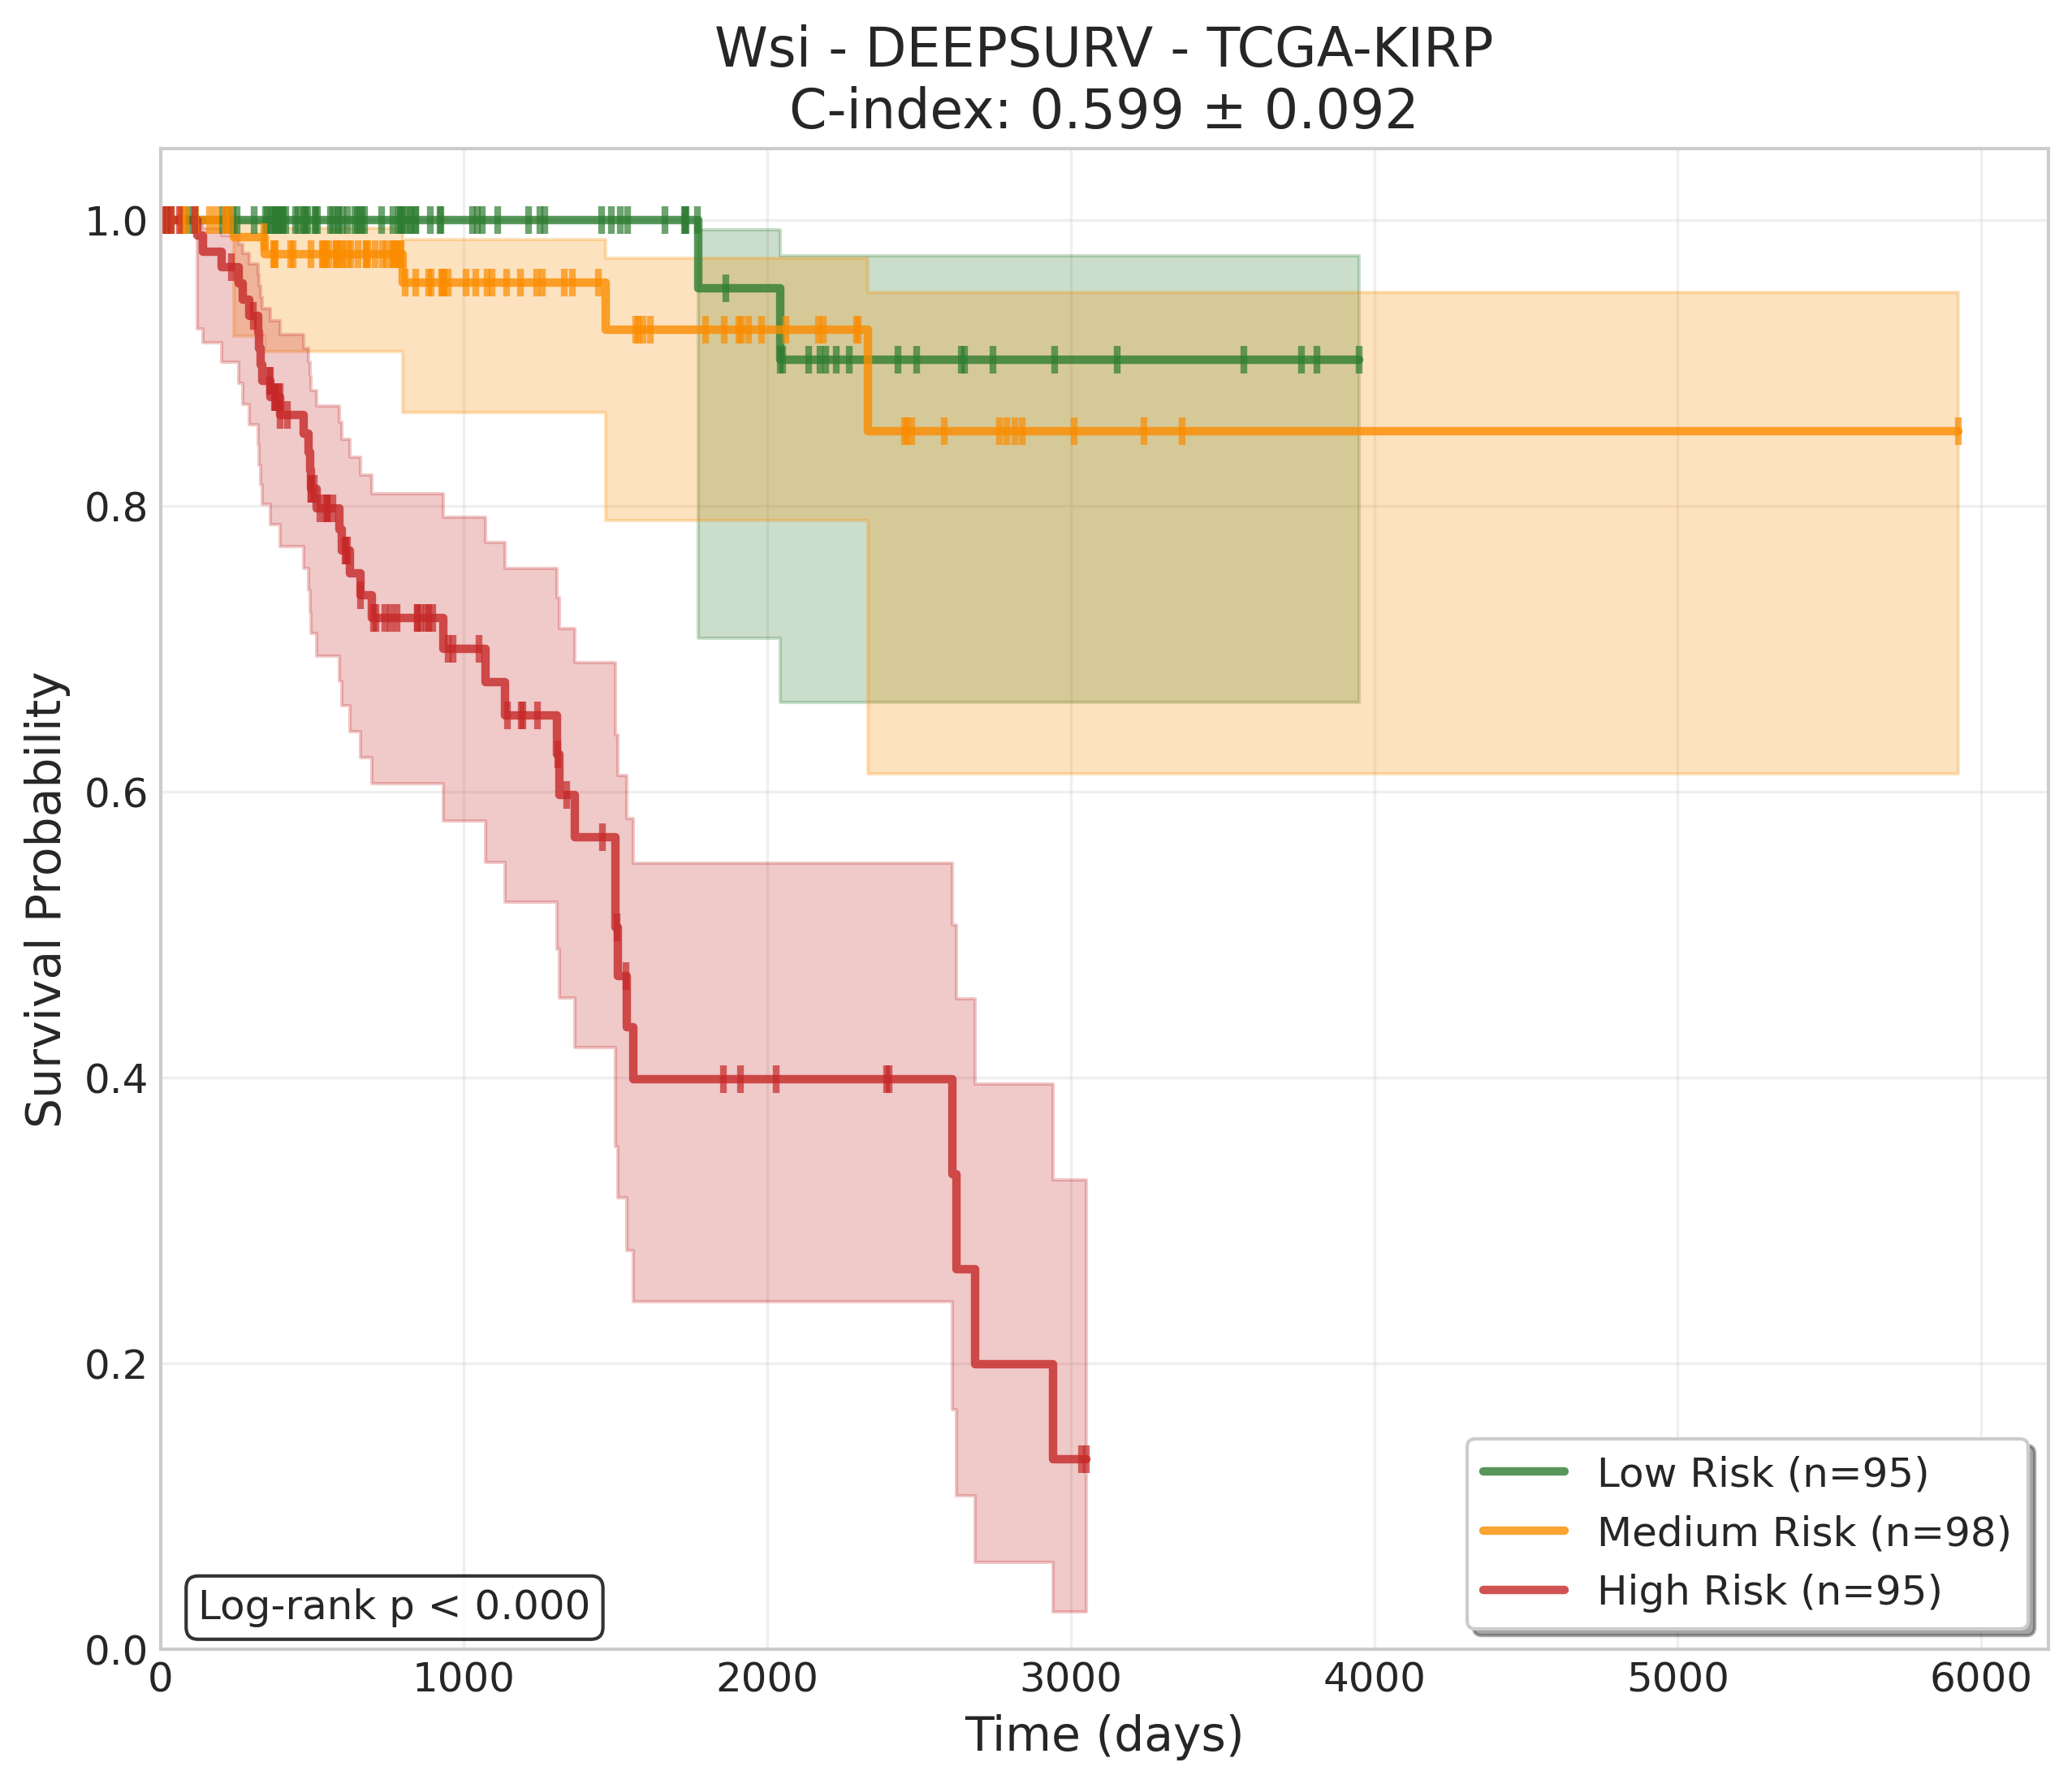 Wsi - DEEPSURV - TCGA-KIRP
C-index: 0.599 ± 0.092
Survival Probability
1.0
0.8
0.6
0.4
0.2
0.0
Log-rank p < 0.000
Low Risk (n=95)
Medium Risk (n=98)
High Risk (n=95)
0 1000 2000 3000 4000 5000 6000
Time (days)